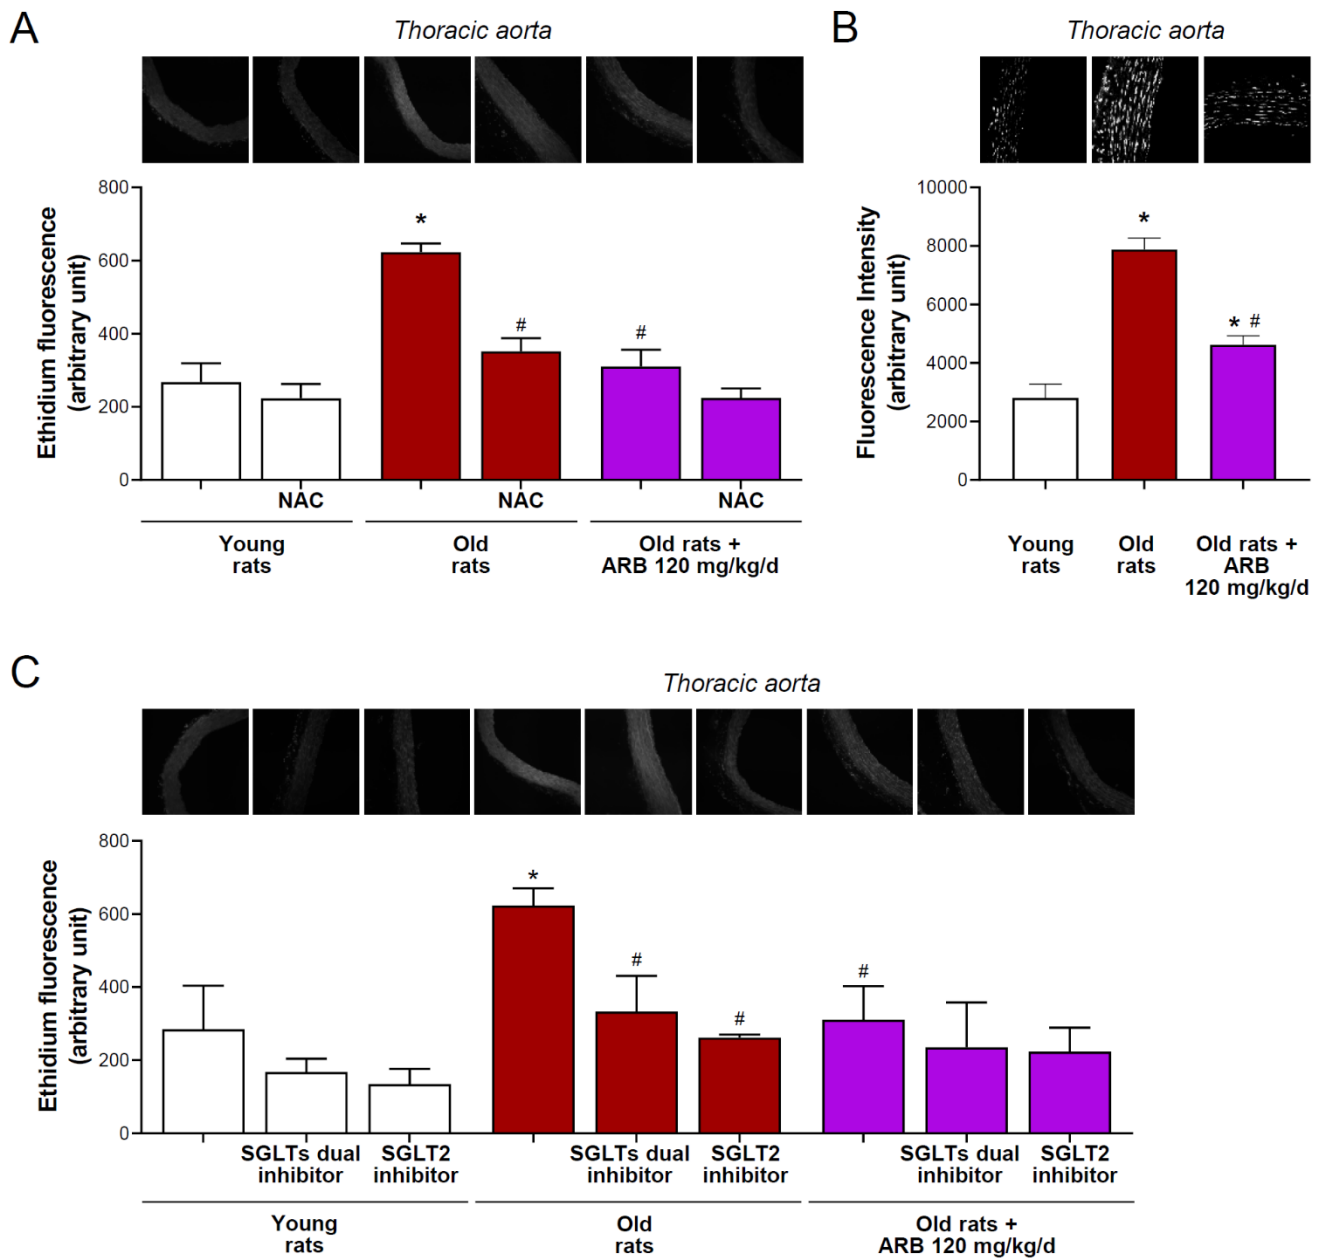 A
Thoracic aorta
Ethidium fluorescence
(arbitrary unit)
800
600
400
200
0
*
#
#
NAC
NAC
NAC
Young
rats
Old
rats
Old rats +
ARB 120 mg/kg/d
B
Thoracic aorta
Fluorescence Intensity
(arbitrary unit)
10000
8000
6000
4000
2000
0
*
* #
Young
rats
Old
rats
Old rats +
ARB
120 mg/kg/d
C
Thoracic aorta
Ethidium fluorescence
(arbitrary unit)
800
600
400
200
0
*
#
#
#
SGLTs dual
inhibitor
SGLT2
inhibitor
SGLTs dual
inhibitor
SGLT2
inhibitor
SGLTs dual
inhibitor
SGLT2
inhibitor
Young
rats
Old
rats
Old rats +
ARB 120 mg/kg/d